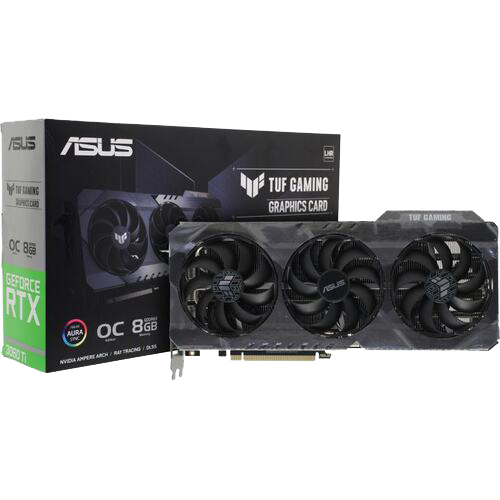 ASUS
LHR
TUF GAMING
GRAPHICS CARD
OC 8GB
GEFORCE
RTX
3060 Ti
AURA
SYNC
OC 8GB
NVIDIA AMPERE ARCH / RAY TRACING / DLSS
TUF GAMING
ASUS